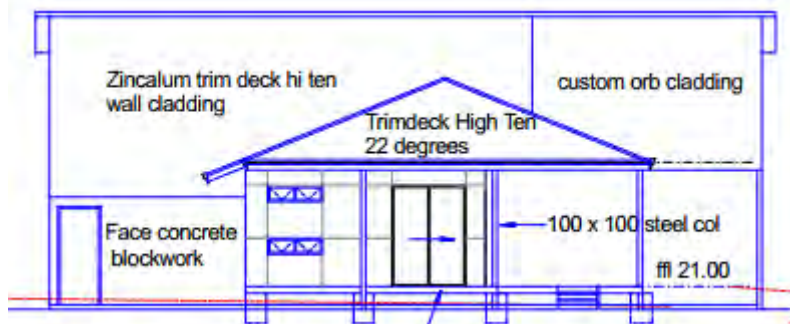 Zincalum trim deck hi ten
wall cladding
custom orb cladding
Trimdeck High Ten
22 degrees
Face concrete
blockwork
100 x 100 steel col
ffl 21.00